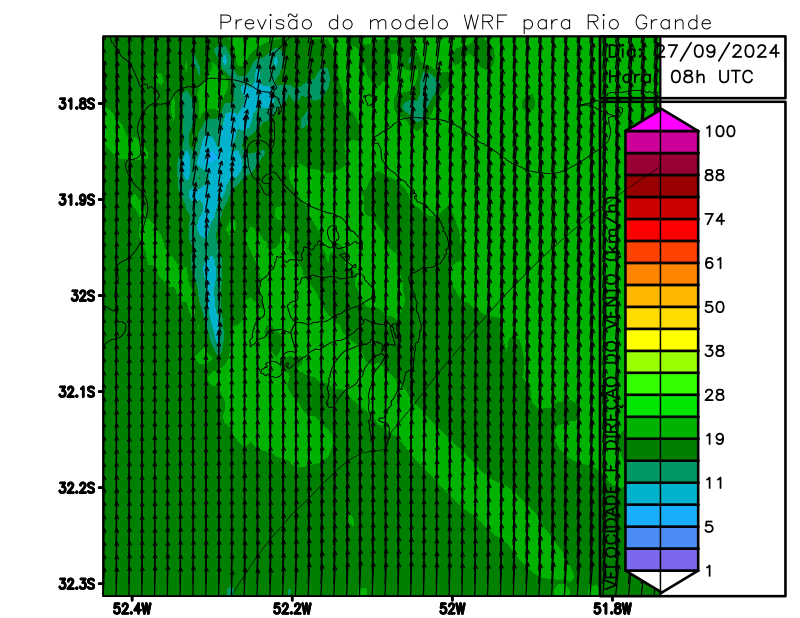 Previsão do modelo WRF para Rio Grande
Dia: 27/09/2024
Hora: 08h UTC
31.8S
31.9S
32S
32.1S
32.2S
32.3S
52.4W
52.2W
52W
51.8W
VELOCIDADE E DIREÇÃO DO VENTO (km/h)
100
88
74
61
50
38
28
19
11
5
1